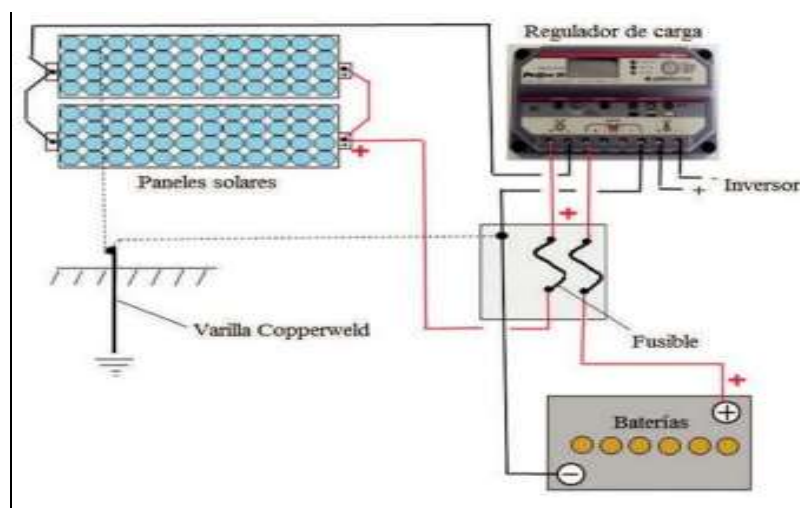 Regulador de carga
Paneles solares
+
- Inversor
+
+
Varilla Copperweld
Fusible
+
Baterías
+
−